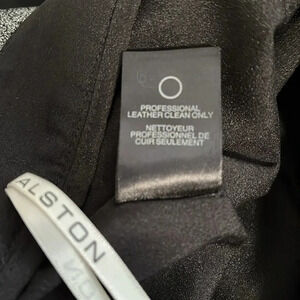 PROFESSIONAL
LEATHER CLEAN ONLY
NETTOYEUR
PROFESSIONNEL DE
CUIR SEULEMENT
ALSTON